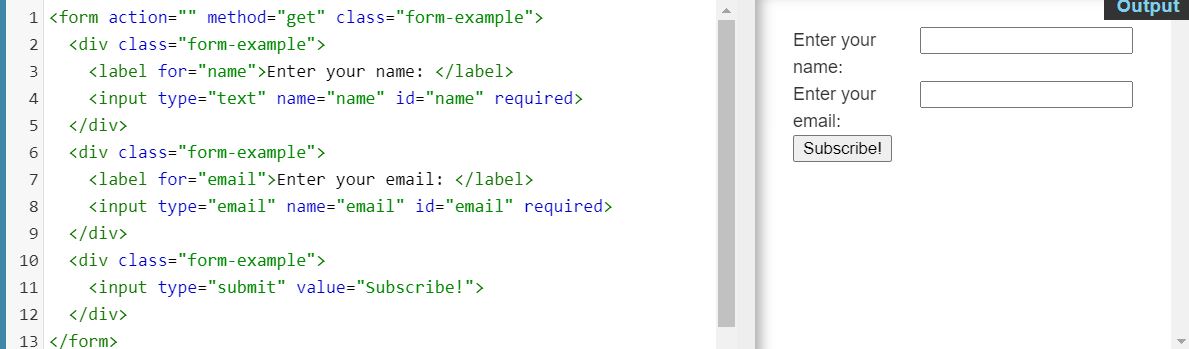 1 <form action="" method="get" class="form-example">
2   <div class="form-example">
3     <label for="name">Enter your name: </label>
4     <input type="text" name="name" id="name" required>
5   </div>
6   <div class="form-example">
7     <label for="email">Enter your email: </label>
8     <input type="email" name="email" id="email" required>
9   </div>
10   <div class="form-example">
11     <input type="submit" value="Subscribe!">
12   </div>
13 </form>
Output
Enter your
name:
Enter your
email:
Subscribe!